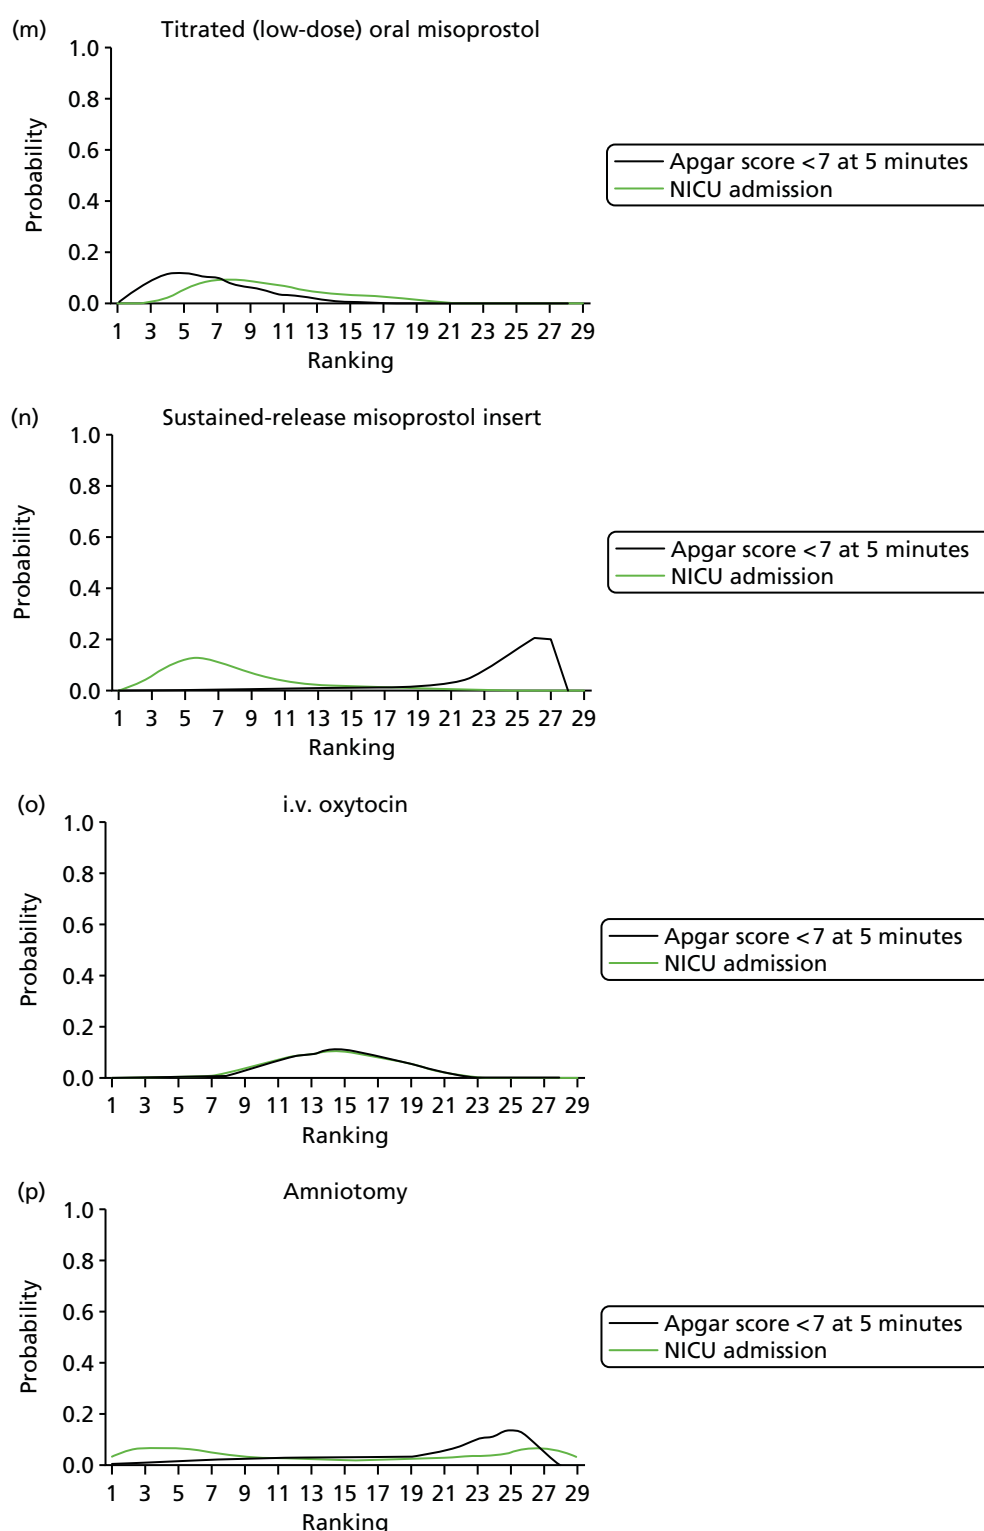 (m) Titrated (low-dose) oral misoprostol
1.0
0.8
0.6
0.4
0.2
0.0
Probability
1 3 5 7 9 11 13 15 17 19 21 23 25 27 29
Ranking
Apgar score <7 at 5 minutes
NICU admission
(n) Sustained-release misoprostol insert
1.0
0.8
0.6
0.4
0.2
0.0
Probability
1 3 5 7 9 11 13 15 17 19 21 23 25 27 29
Ranking
Apgar score <7 at 5 minutes
NICU admission
(o) i.v. oxytocin
1.0
0.8
0.6
0.4
0.2
0.0
Probability
1 3 5 7 9 11 13 15 17 19 21 23 25 27 29
Ranking
Apgar score <7 at 5 minutes
NICU admission
(p) Amniotomy
1.0
0.8
0.6
0.4
0.2
0.0
Probability
1 3 5 7 9 11 13 15 17 19 21 23 25 27 29
Ranking
Apgar score <7 at 5 minutes
NICU admission